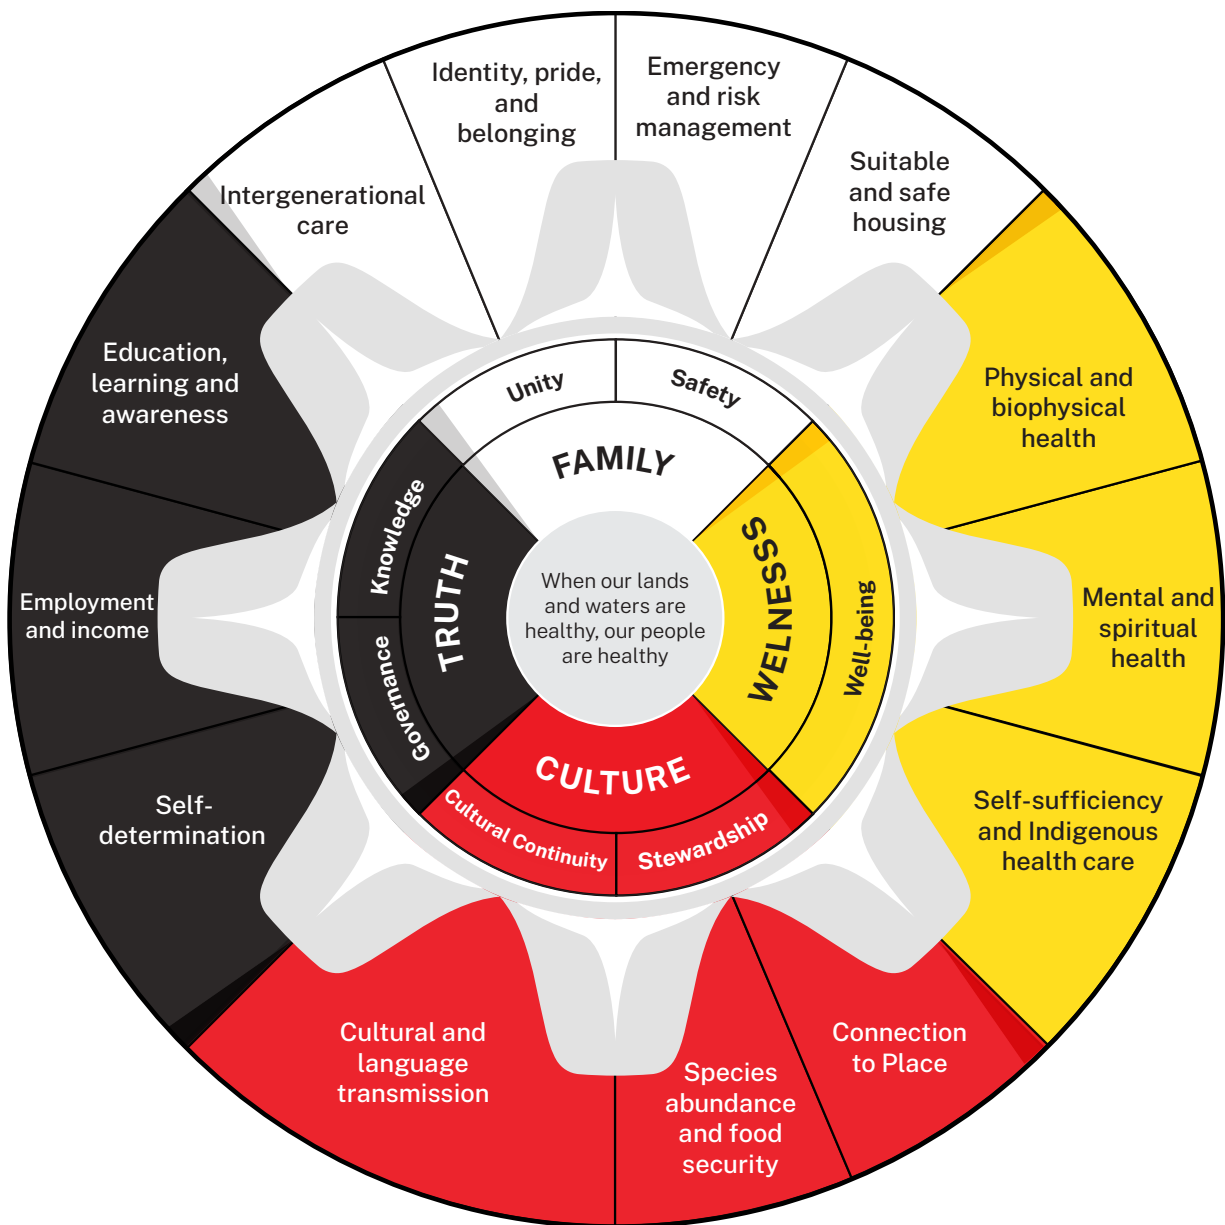 Identity, pride,
and
belonging
Emergency
and risk
management
Suitable
and safe
housing
Intergenerational
care
Education,
learning and
awareness
Physical and
biophysical
health
Unity
Safety
FAMILY
Knowledge
TRUTH
WELNESSS
Well-being
When our lands
and waters are
healthy, our people
are healthy
Employment
and income
Mental and
spiritual
health
Governance
CULTURE
Cultural Continuity
Stewardship
Self-
determination
Self-sufficiency
and Indigenous
health care
Cultural and
language
transmission
Species
abundance
and food
security
Connection
to Place